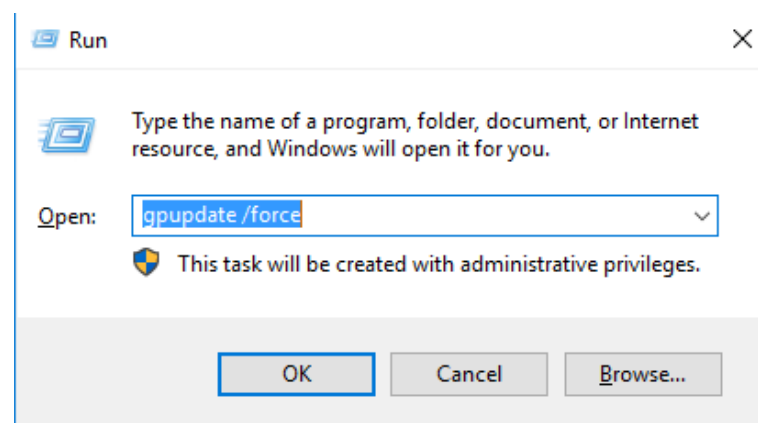 Run
Type the name of a program, folder, document, or Internet
resource, and Windows will open it for you.
Open: gpupdate /force
This task will be created with administrative privileges.
OK Cancel Browse...